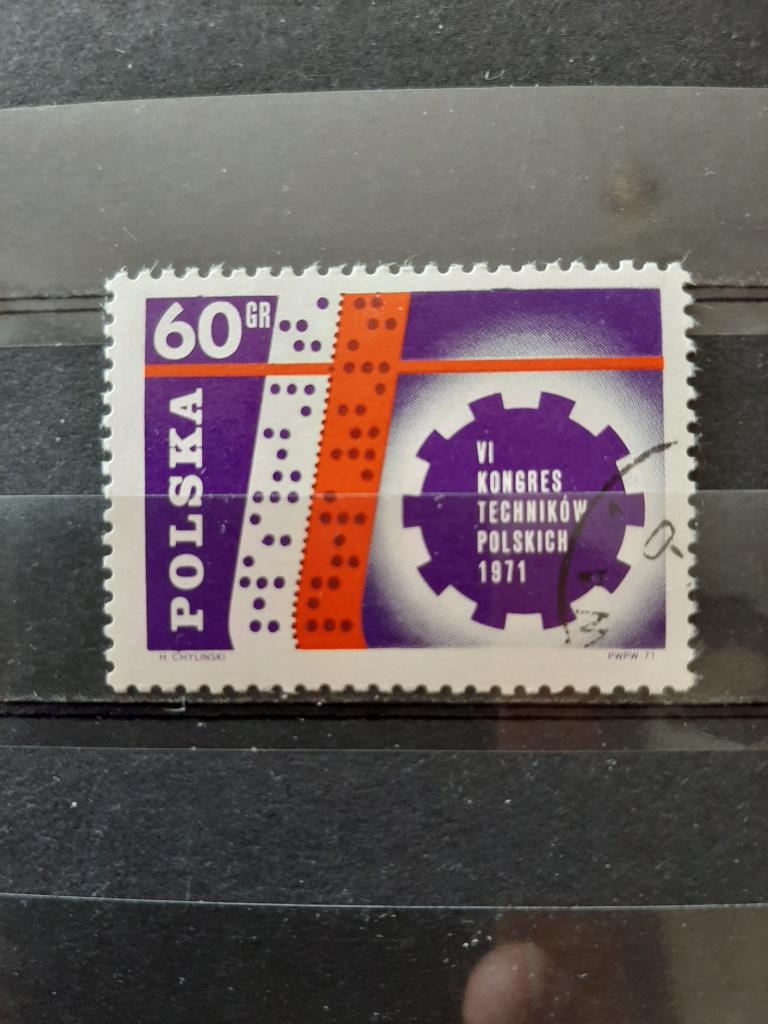 60 GR
POLSKA
VI
KONGRES
TECHNIKÓW
POLSKICH
1971
H. CHYLIŃSKI
PWPW 71